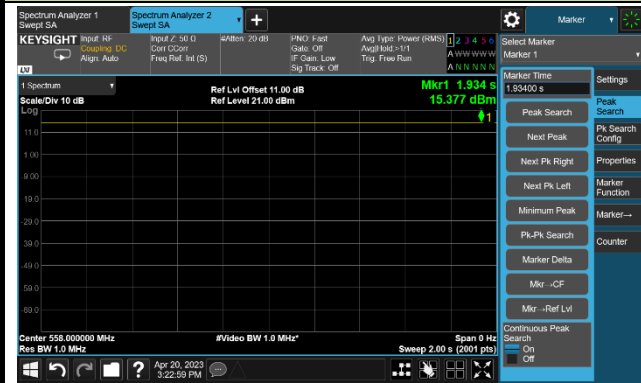 Spectrum Analyzer 1
Swept SA
Spectrum Analyzer 2
Swept SA
+
Marker
KEYSIGHT
Input: RF
Coupling: DC
Align: Auto
Input Z: 50 Ω
Corr CCorr
Freq Ref: Int (S)
#Atten: 20 dB
PNO: Fast
Gate: Off
IF Gain: Low
Sig Track: Off
Avg Type: Power (RMS)
Avg|Hold:>1/1
Trig: Free Run
1 2 3 4 5 6
A W W W W W
A N N N N N
LXI
Select Marker
Marker 1
1 Spectrum
Scale/Div 10 dB
Log
Ref Lvl Offset 11.00 dB
Ref Level 21.00 dBm
Mkr1 1.934 s
15.377 dBm
1
11.0
1.00
-9.00
-19.0
-29.0
-39.0
-49.0
-59.0
-69.0
Center 558.000000 MHz
Res BW 1.0 MHz
#Video BW 1.0 MHz*
Span 0 Hz
Sweep 2.00 s (2001 pts)
Marker Time
1.93400 s
Peak Search
Next Peak
Next Pk Right
Next Pk Left
Minimum Peak
Pk-Pk Search
Marker Delta
Mkr→CF
Mkr→Ref Lvl
Continuous Peak
Search
On
Off
Settings
Peak
Search
Pk Search
Config
Properties
Marker
Function
Marker→
Counter
?
Apr 20, 2023
3:22:59 PM